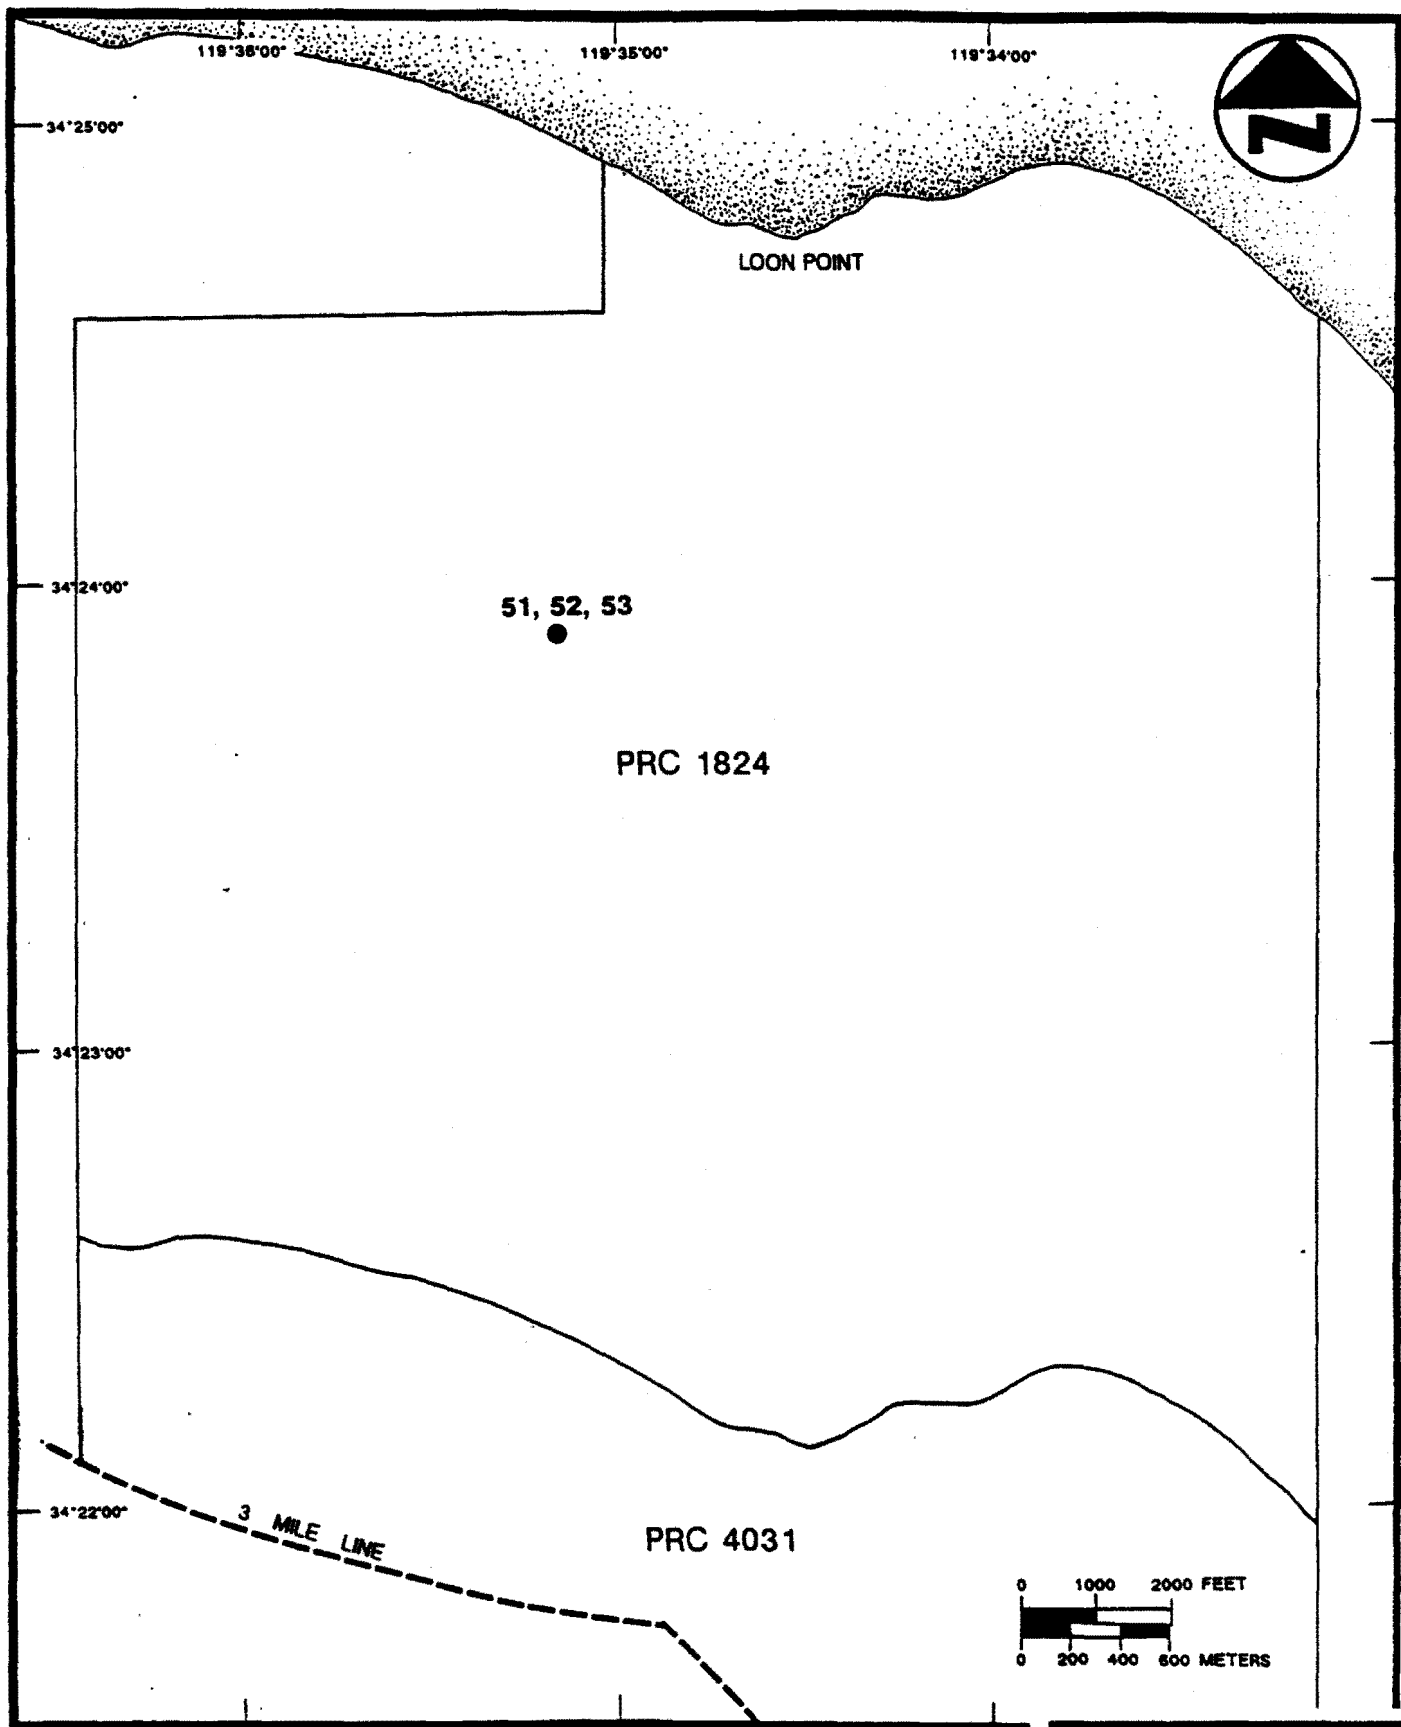 119°36'00"
119°35'00"
119°34'00"
N
34°25'00"
LOON POINT
34°24'00"
51, 52, 53
PRC 1824
34°23'00"
34°22'00"
3 MILE LINE
PRC 4031
0 1000 2000 FEET
0 200 400 600 METERS